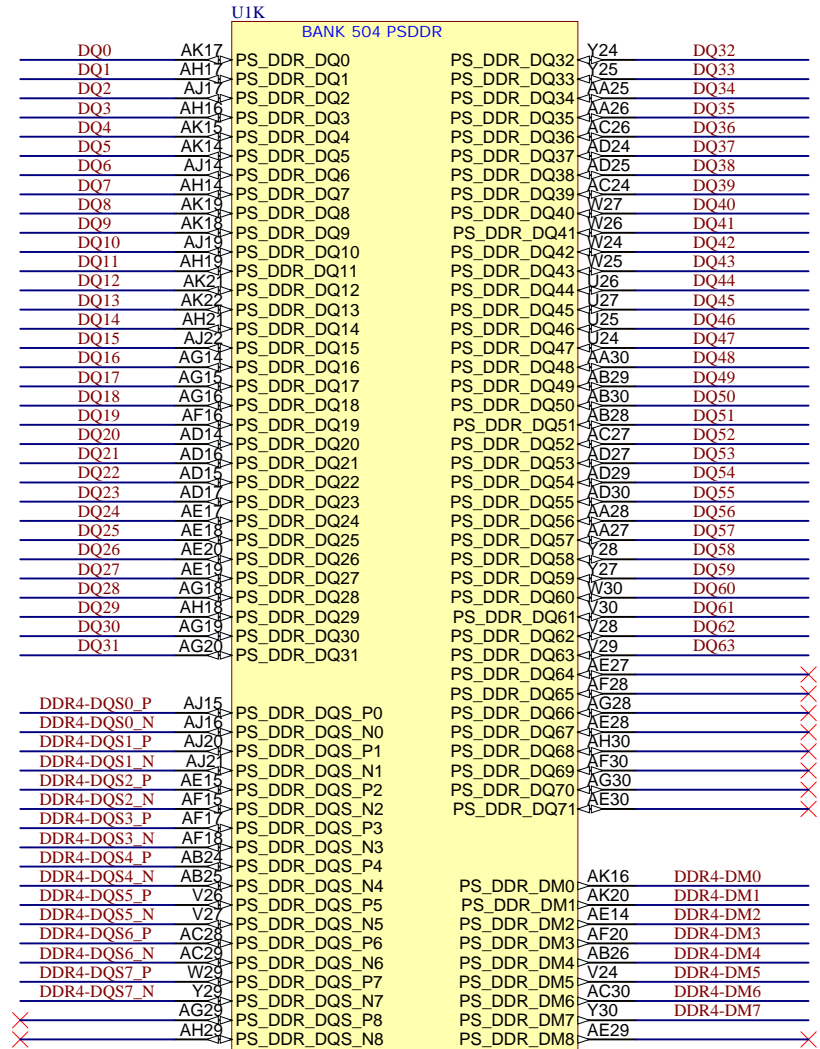 U1K
BANK 504 PSDDR
DQ0 AK17 PS_DDR_DQ0 PS_DDR_DQ32 Y24 DQ32
DQ1 AH17 PS_DDR_DQ1 PS_DDR_DQ33 Y25 DQ33
DQ2 AJ17 PS_DDR_DQ2 PS_DDR_DQ34 AA25 DQ34
DQ3 AH16 PS_DDR_DQ3 PS_DDR_DQ35 AA26 DQ35
DQ4 AK15 PS_DDR_DQ4 PS_DDR_DQ36 AC26 DQ36
DQ5 AK14 PS_DDR_DQ5 PS_DDR_DQ37 AD24 DQ37
DQ6 AJ14 PS_DDR_DQ6 PS_DDR_DQ38 AD25 DQ38
DQ7 AH14 PS_DDR_DQ7 PS_DDR_DQ39 AC24 DQ39
DQ8 AK19 PS_DDR_DQ8 PS_DDR_DQ40 W27 DQ40
DQ9 AK18 PS_DDR_DQ9 PS_DDR_DQ41 W26 DQ41
DQ10 AJ19 PS_DDR_DQ10 PS_DDR_DQ42 W24 DQ42
DQ11 AH19 PS_DDR_DQ11 PS_DDR_DQ43 W25 DQ43
DQ12 AK21 PS_DDR_DQ12 PS_DDR_DQ44 U26 DQ44
DQ13 AK22 PS_DDR_DQ13 PS_DDR_DQ45 U27 DQ45
DQ14 AH21 PS_DDR_DQ14 PS_DDR_DQ46 U25 DQ46
DQ15 AJ22 PS_DDR_DQ15 PS_DDR_DQ47 U24 DQ47
DQ16 AG14 PS_DDR_DQ16 PS_DDR_DQ48 AA30 DQ48
DQ17 AG15 PS_DDR_DQ17 PS_DDR_DQ49 AB29 DQ49
DQ18 AG16 PS_DDR_DQ18 PS_DDR_DQ50 AB30 DQ50
DQ19 AF16 PS_DDR_DQ19 PS_DDR_DQ51 AB28 DQ51
DQ20 AD14 PS_DDR_DQ20 PS_DDR_DQ52 AC27 DQ52
DQ21 AD16 PS_DDR_DQ21 PS_DDR_DQ53 AD27 DQ53
DQ22 AD15 PS_DDR_DQ22 PS_DDR_DQ54 AD29 DQ54
DQ23 AD17 PS_DDR_DQ23 PS_DDR_DQ55 AD30 DQ55
DQ24 AE17 PS_DDR_DQ24 PS_DDR_DQ56 AA28 DQ56
DQ25 AE18 PS_DDR_DQ25 PS_DDR_DQ57 AA27 DQ57
DQ26 AE20 PS_DDR_DQ26 PS_DDR_DQ58 Y28 DQ58
DQ27 AE19 PS_DDR_DQ27 PS_DDR_DQ59 Y27 DQ59
DQ28 AG18 PS_DDR_DQ28 PS_DDR_DQ60 W30 DQ60
DQ29 AH18 PS_DDR_DQ29 PS_DDR_DQ61 V30 DQ61
DQ30 AG19 PS_DDR_DQ30 PS_DDR_DQ62 V28 DQ62
DQ31 AG20 PS_DDR_DQ31 PS_DDR_DQ63 V29 DQ63
PS_DDR_DQ64 AE27
PS_DDR_DQ65 AF28
DDR4-DQS0_P AJ15 PS_DDR_DQS_P0 PS_DDR_DQ66 AG28
DDR4-DQS0_N AJ16 PS_DDR_DQS_N0 PS_DDR_DQ67 AE28
DDR4-DQS1_P AJ20 PS_DDR_DQS_P1 PS_DDR_DQ68 AH30
DDR4-DQS1_N AJ21 PS_DDR_DQS_N1 PS_DDR_DQ69 AF30
DDR4-DQS2_P AE15 PS_DDR_DQS_P2 PS_DDR_DQ70 AG30
DDR4-DQS2_N AF15 PS_DDR_DQS_N2 PS_DDR_DQ71 AE30
DDR4-DQS3_P AF17 PS_DDR_DQS_P3
DDR4-DQS3_N AF18 PS_DDR_DQS_N3
DDR4-DQS4_P AB24 PS_DDR_DQS_P4
DDR4-DQS4_N AB25 PS_DDR_DQS_N4 PS_DDR_DM0 AK16 DDR4-DM0
DDR4-DQS5_P V26 PS_DDR_DQS_P5 PS_DDR_DM1 AK20 DDR4-DM1
DDR4-DQS5_N V27 PS_DDR_DQS_N5 PS_DDR_DM2 AE14 DDR4-DM2
DDR4-DQS6_P AC28 PS_DDR_DQS_P6 PS_DDR_DM3 AF20 DDR4-DM3
DDR4-DQS6_N AC29 PS_DDR_DQS_N6 PS_DDR_DM4 AB26 DDR4-DM4
DDR4-DQS7_P W29 PS_DDR_DQS_P7 PS_DDR_DM5 V24 DDR4-DM5
DDR4-DQS7_N Y29 PS_DDR_DQS_N7 PS_DDR_DM6 AC30 DDR4-DM6
AG29 PS_DDR_DQS_P8 PS_DDR_DM7 Y30 DDR4-DM7
AH29 PS_DDR_DQS_N8 PS_DDR_DM8 AE29